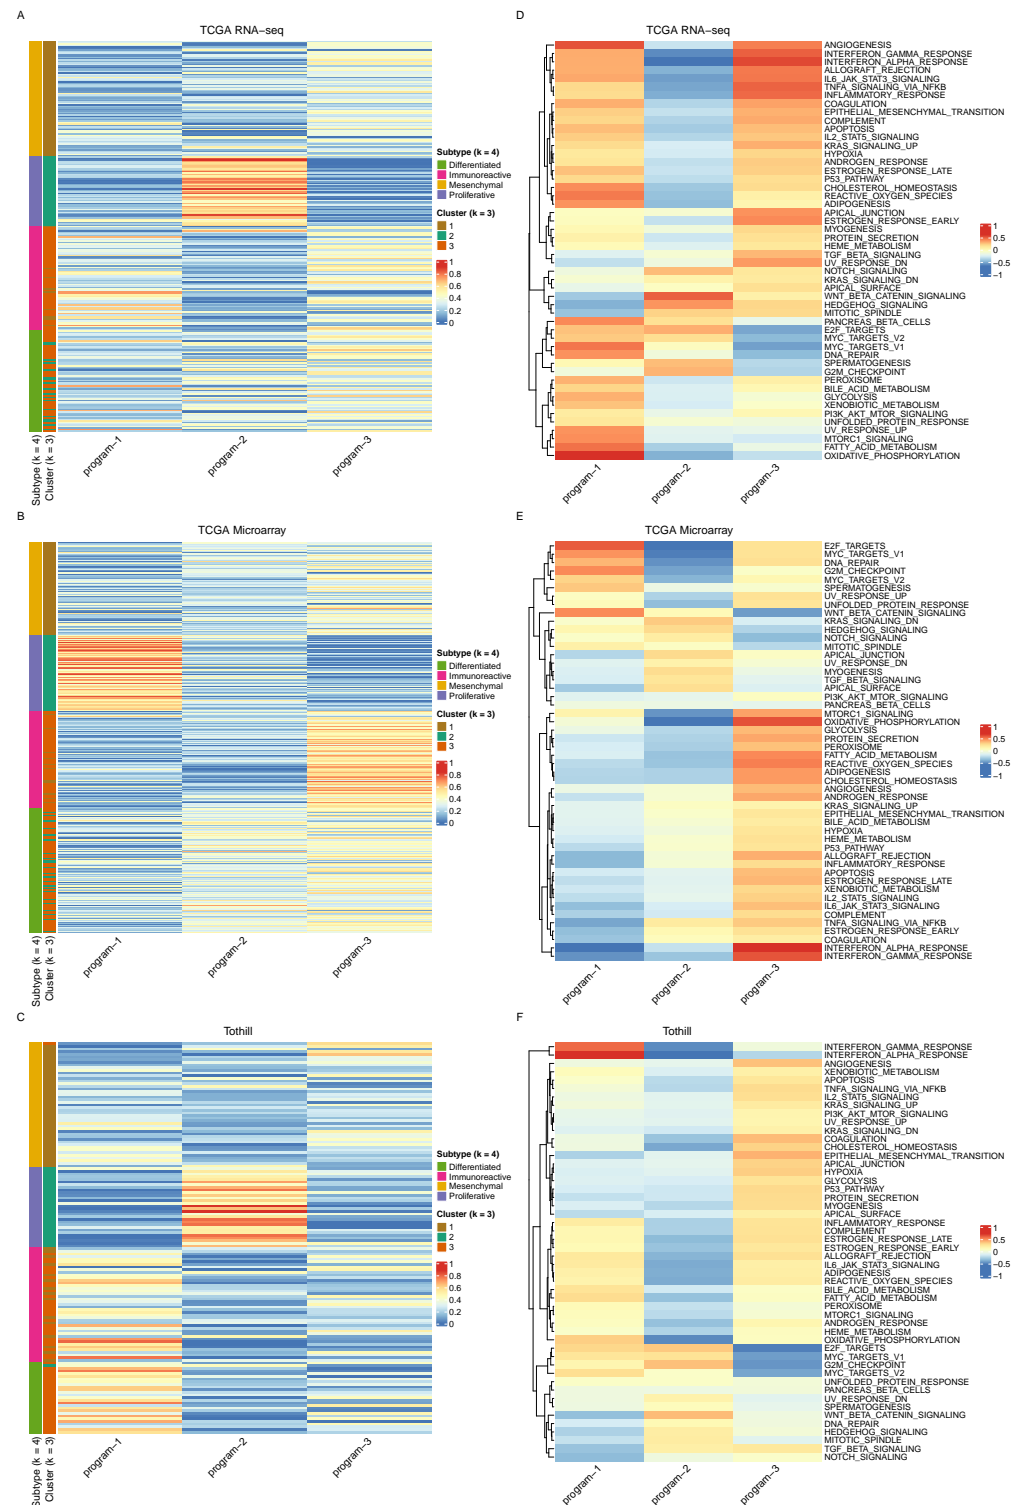 A
TCGA RNA−seq
Subtype (k = 4)
Differentiated
Immunoreactive
Mesenchymal
Proliferative
Cluster (k = 3)
1
2
3
1
0.8
0.6
0.4
0.2
0
Subtype (k = 4)
Cluster (k = 3)
program−1
program−2
program−3
D
TCGA RNA−seq
ANGIOGENESIS
INTERFERON_GAMMA_RESPONSE
INTERFERON_ALPHA_RESPONSE
ALLOGRAFT_REJECTION
IL6_JAK_STAT3_SIGNALING
TNFA_SIGNALING_VIA_NFKB
INFLAMMATORY_RESPONSE
COAGULATION
EPITHELIAL_MESENCHYMAL_TRANSITION
COMPLEMENT
APOPTOSIS
IL2_STAT5_SIGNALING
KRAS_SIGNALING_UP
HYPOXIA
ANDROGEN_RESPONSE
ESTROGEN_RESPONSE_LATE
P53_PATHWAY
CHOLESTEROL_HOMEOSTASIS
REACTIVE_OXYGEN_SPECIES
ADIPOGENESIS
APICAL_JUNCTION
ESTROGEN_RESPONSE_EARLY
MYOGENESIS
PROTEIN_SECRETION
HEME_METABOLISM
TGF_BETA_SIGNALING
UV_RESPONSE_DN
NOTCH_SIGNALING
KRAS_SIGNALING_DN
APICAL_SURFACE
WNT_BETA_CATENIN_SIGNALING
HEDGEHOG_SIGNALING
MITOTIC_SPINDLE
PANCREAS_BETA_CELLS
E2F_TARGETS
MYC_TARGETS_V2
MYC_TARGETS_V1
DNA_REPAIR
SPERMATOGENESIS
G2M_CHECKPOINT
PEROXISOME
BILE_ACID_METABOLISM
GLYCOLYSIS
XENOBIOTIC_METABOLISM
PI3K_AKT_MTOR_SIGNALING
UNFOLDED_PROTEIN_RESPONSE
UV_RESPONSE_UP
MTORC1_SIGNALING
FATTY_ACID_METABOLISM
OXIDATIVE_PHOSPHORYLATION
1
0.5
0
−0.5
−1
program−1
program−2
program−3
B
TCGA Microarray
Subtype (k = 4)
Differentiated
Immunoreactive
Mesenchymal
Proliferative
Cluster (k = 3)
1
2
3
1
0.8
0.6
0.4
0.2
0
Subtype (k = 4)
Cluster (k = 3)
program−1
program−2
program−3
E
TCGA Microarray
E2F_TARGETS
MYC_TARGETS_V1
DNA_REPAIR
G2M_CHECKPOINT
MYC_TARGETS_V2
SPERMATOGENESIS
UV_RESPONSE_UP
UNFOLDED_PROTEIN_RESPONSE
WNT_BETA_CATENIN_SIGNALING
KRAS_SIGNALING_DN
HEDGEHOG_SIGNALING
NOTCH_SIGNALING
MITOTIC_SPINDLE
APICAL_JUNCTION
UV_RESPONSE_DN
MYOGENESIS
TGF_BETA_SIGNALING
APICAL_SURFACE
PI3K_AKT_MTOR_SIGNALING
PANCREAS_BETA_CELLS
MTORC1_SIGNALING
OXIDATIVE_PHOSPHORYLATION
GLYCOLYSIS
PROTEIN_SECRETION
PEROXISOME
FATTY_ACID_METABOLISM
REACTIVE_OXYGEN_SPECIES
ADIPOGENESIS
CHOLESTEROL_HOMEOSTASIS
ANGIOGENESIS
ANDROGEN_RESPONSE
KRAS_SIGNALING_UP
EPITHELIAL_MESENCHYMAL_TRANSITION
BILE_ACID_METABOLISM
HYPOXIA
HEME_METABOLISM
P53_PATHWAY
ALLOGRAFT_REJECTION
INFLAMMATORY_RESPONSE
APOPTOSIS
ESTROGEN_RESPONSE_LATE
XENOBIOTIC_METABOLISM
IL2_STAT5_SIGNALING
IL6_JAK_STAT3_SIGNALING
COMPLEMENT
TNFA_SIGNALING_VIA_NFKB
ESTROGEN_RESPONSE_EARLY
COAGULATION
INTERFERON_ALPHA_RESPONSE
INTERFERON_GAMMA_RESPONSE
1
0.5
0
−0.5
−1
program−1
program−2
program−3
C
Tothill
Subtype (k = 4)
Differentiated
Immunoreactive
Mesenchymal
Proliferative
Cluster (k = 3)
1
2
3
1
0.8
0.6
0.4
0.2
0
Subtype (k = 4)
Cluster (k = 3)
program−1
program−2
program−3
F
Tothill
INTERFERON_GAMMA_RESPONSE
INTERFERON_ALPHA_RESPONSE
ANGIOGENESIS
XENOBIOTIC_METABOLISM
APOPTOSIS
TNFA_SIGNALING_VIA_NFKB
IL2_STAT5_SIGNALING
KRAS_SIGNALING_UP
PI3K_AKT_MTOR_SIGNALING
UV_RESPONSE_UP
KRAS_SIGNALING_DN
COAGULATION
CHOLESTEROL_HOMEOSTASIS
EPITHELIAL_MESENCHYMAL_TRANSITION
APICAL_JUNCTION
HYPOXIA
GLYCOLYSIS
P53_PATHWAY
PROTEIN_SECRETION
MYOGENESIS
APICAL_SURFACE
INFLAMMATORY_RESPONSE
COMPLEMENT
ESTROGEN_RESPONSE_LATE
ESTROGEN_RESPONSE_EARLY
ALLOGRAFT_REJECTION
IL6_JAK_STAT3_SIGNALING
ADIPOGENESIS
REACTIVE_OXYGEN_SPECIES
BILE_ACID_METABOLISM
FATTY_ACID_METABOLISM
PEROXISOME
MTORC1_SIGNALING
ANDROGEN_RESPONSE
HEME_METABOLISM
OXIDATIVE_PHOSPHORYLATION
E2F_TARGETS
MYC_TARGETS_V1
G2M_CHECKPOINT
MYC_TARGETS_V2
UNFOLDED_PROTEIN_RESPONSE
PANCREAS_BETA_CELLS
UV_RESPONSE_DN
SPERMATOGENESIS
WNT_BETA_CATENIN_SIGNALING
DNA_REPAIR
HEDGEHOG_SIGNALING
MITOTIC_SPINDLE
TGF_BETA_SIGNALING
NOTCH_SIGNALING
1
0.5
0
−0.5
−1
program−1
program−2
program−3